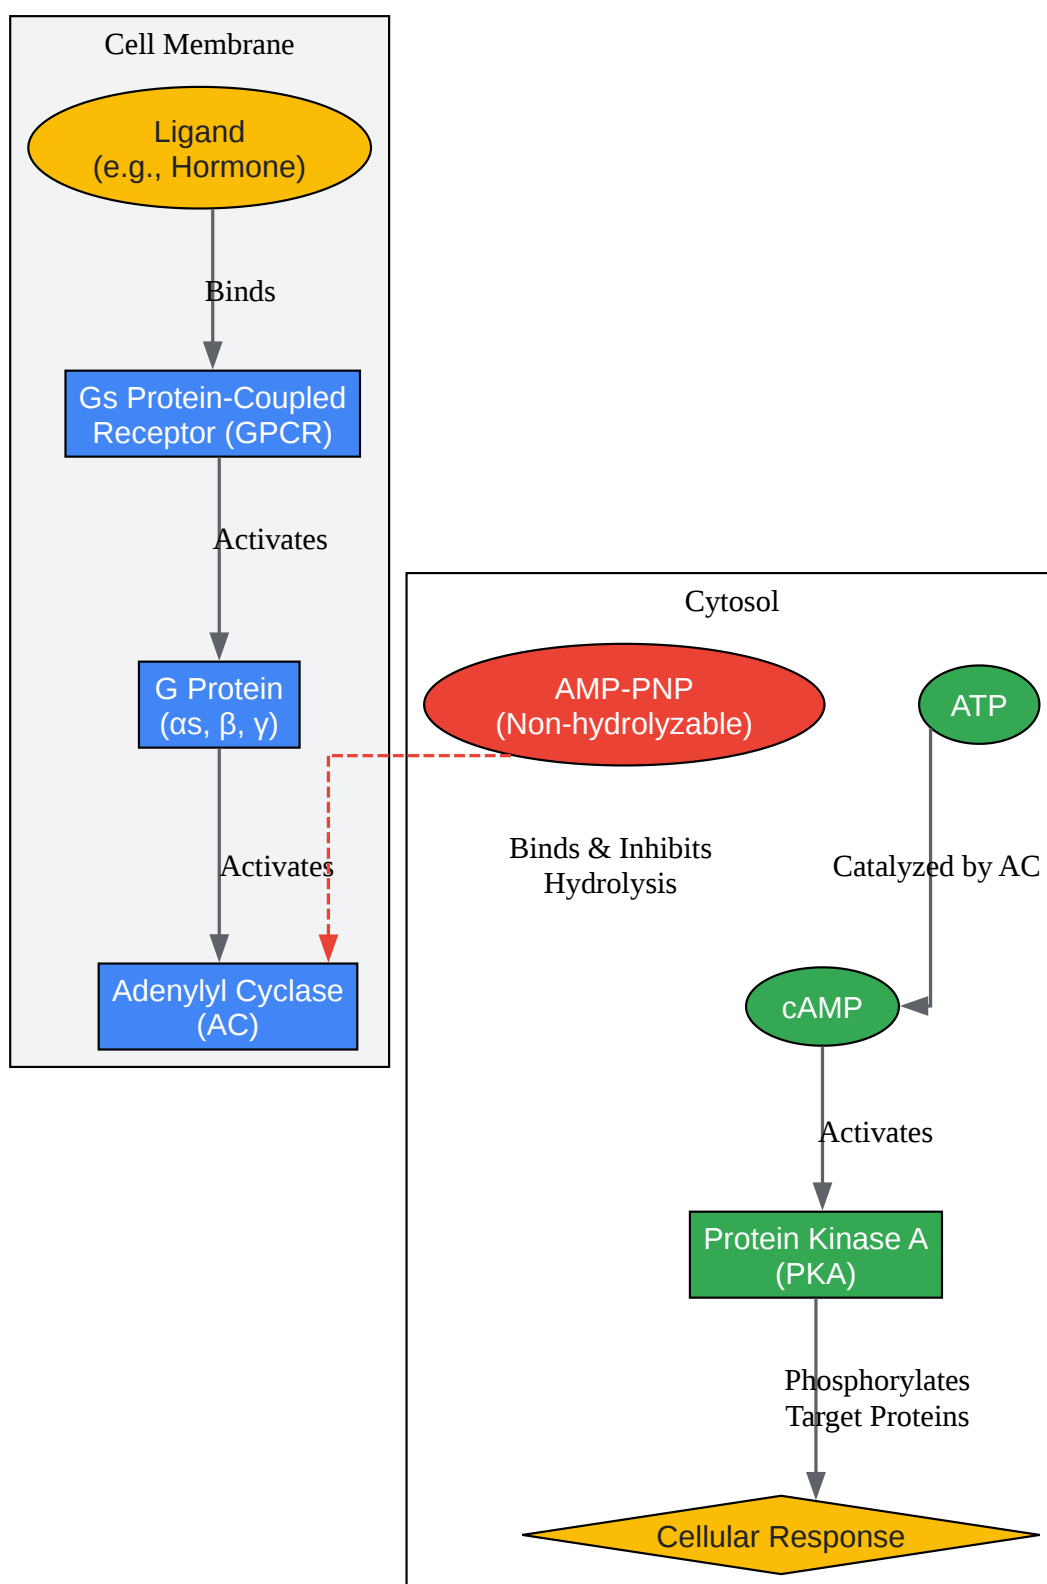 Cell Membrane
Ligand
(e.g., Hormone)
Binds
Gs Protein-Coupled
Receptor (GPCR)
Activates
G Protein
(αs, β, γ)
Activates
Adenylyl Cyclase
(AC)
Cytosol
AMP-PNP
(Non-hydrolyzable)
Binds & Inhibits
Hydrolysis
ATP
Catalyzed by AC
cAMP
Activates
Protein Kinase A
(PKA)
Phosphorylates
Target Proteins
Cellular Response